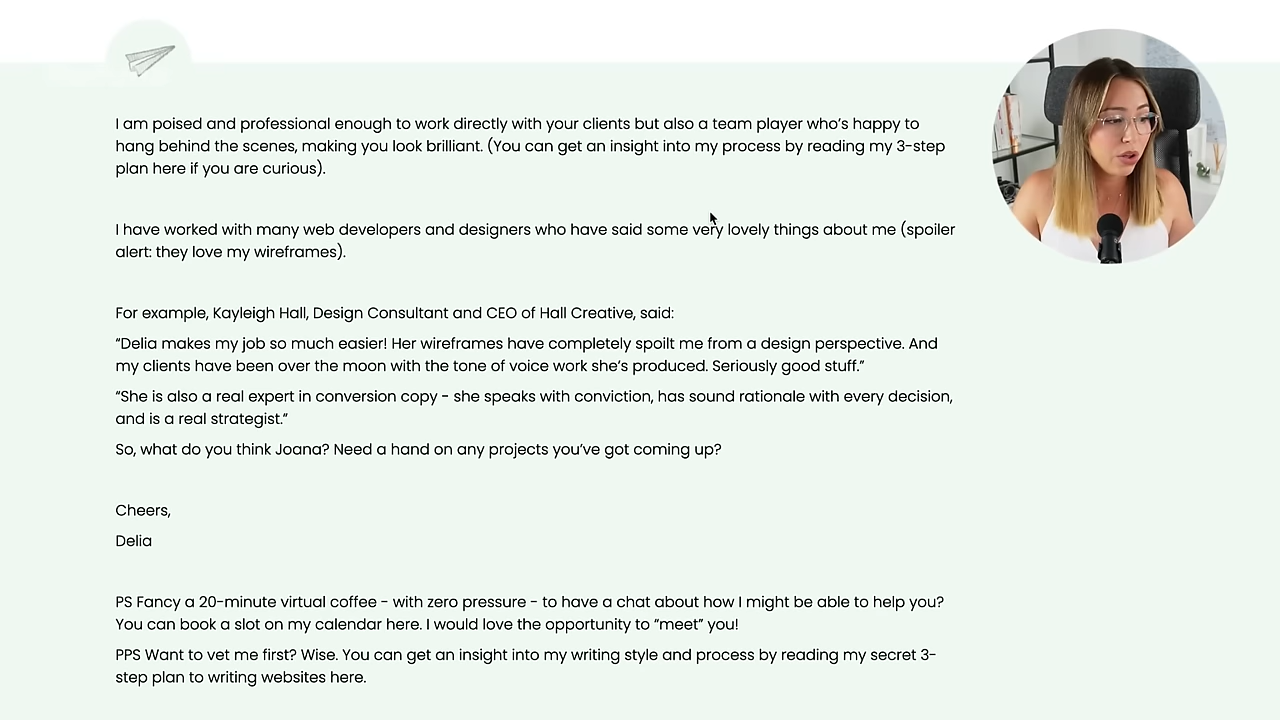 I am poised and professional enough to work directly with your clients but also a team player who's happy to
hang behind the scenes, making you look brilliant. (You can get an insight into my process by reading my 3-step
plan here if you are curious).
I have worked with many web developers and designers who have said some very lovely things about me (spoiler
alert: they love my wireframes).
For example, Kayleigh Hall, Design Consultant and CEO of Hall Creative, said:
“Delia makes my job so much easier! Her wireframes have completely spoilt me from a design perspective. And
my clients have been over the moon with the tone of voice work she’s produced. Seriously good stuff.”
“She is also a real expert in conversion copy - she speaks with conviction, has sound rationale with every decision,
and is a real strategist.”
So, what do you think Joana? Need a hand on any projects you’ve got coming up?
Cheers,
Delia
PS Fancy a 20-minute virtual coffee - with zero pressure - to have a chat about how I might be able to help you?
You can book a slot on my calendar here. I would love the opportunity to “meet” you!
PPS Want to vet me first? Wise. You can get an insight into my writing style and process by reading my secret 3-
step plan to writing websites here.